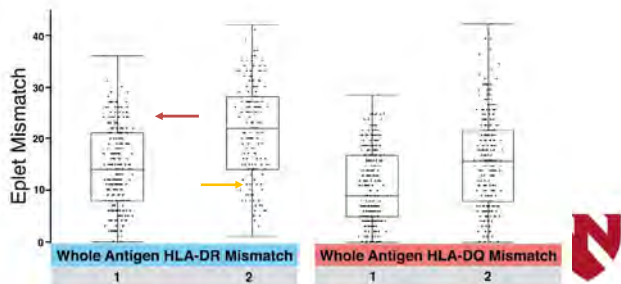 Eplet Mismatch
40
30
20
10
0
Whole Antigen HLA-DR Mismatch
Whole Antigen HLA-DQ Mismatch
1
2
1
2
N